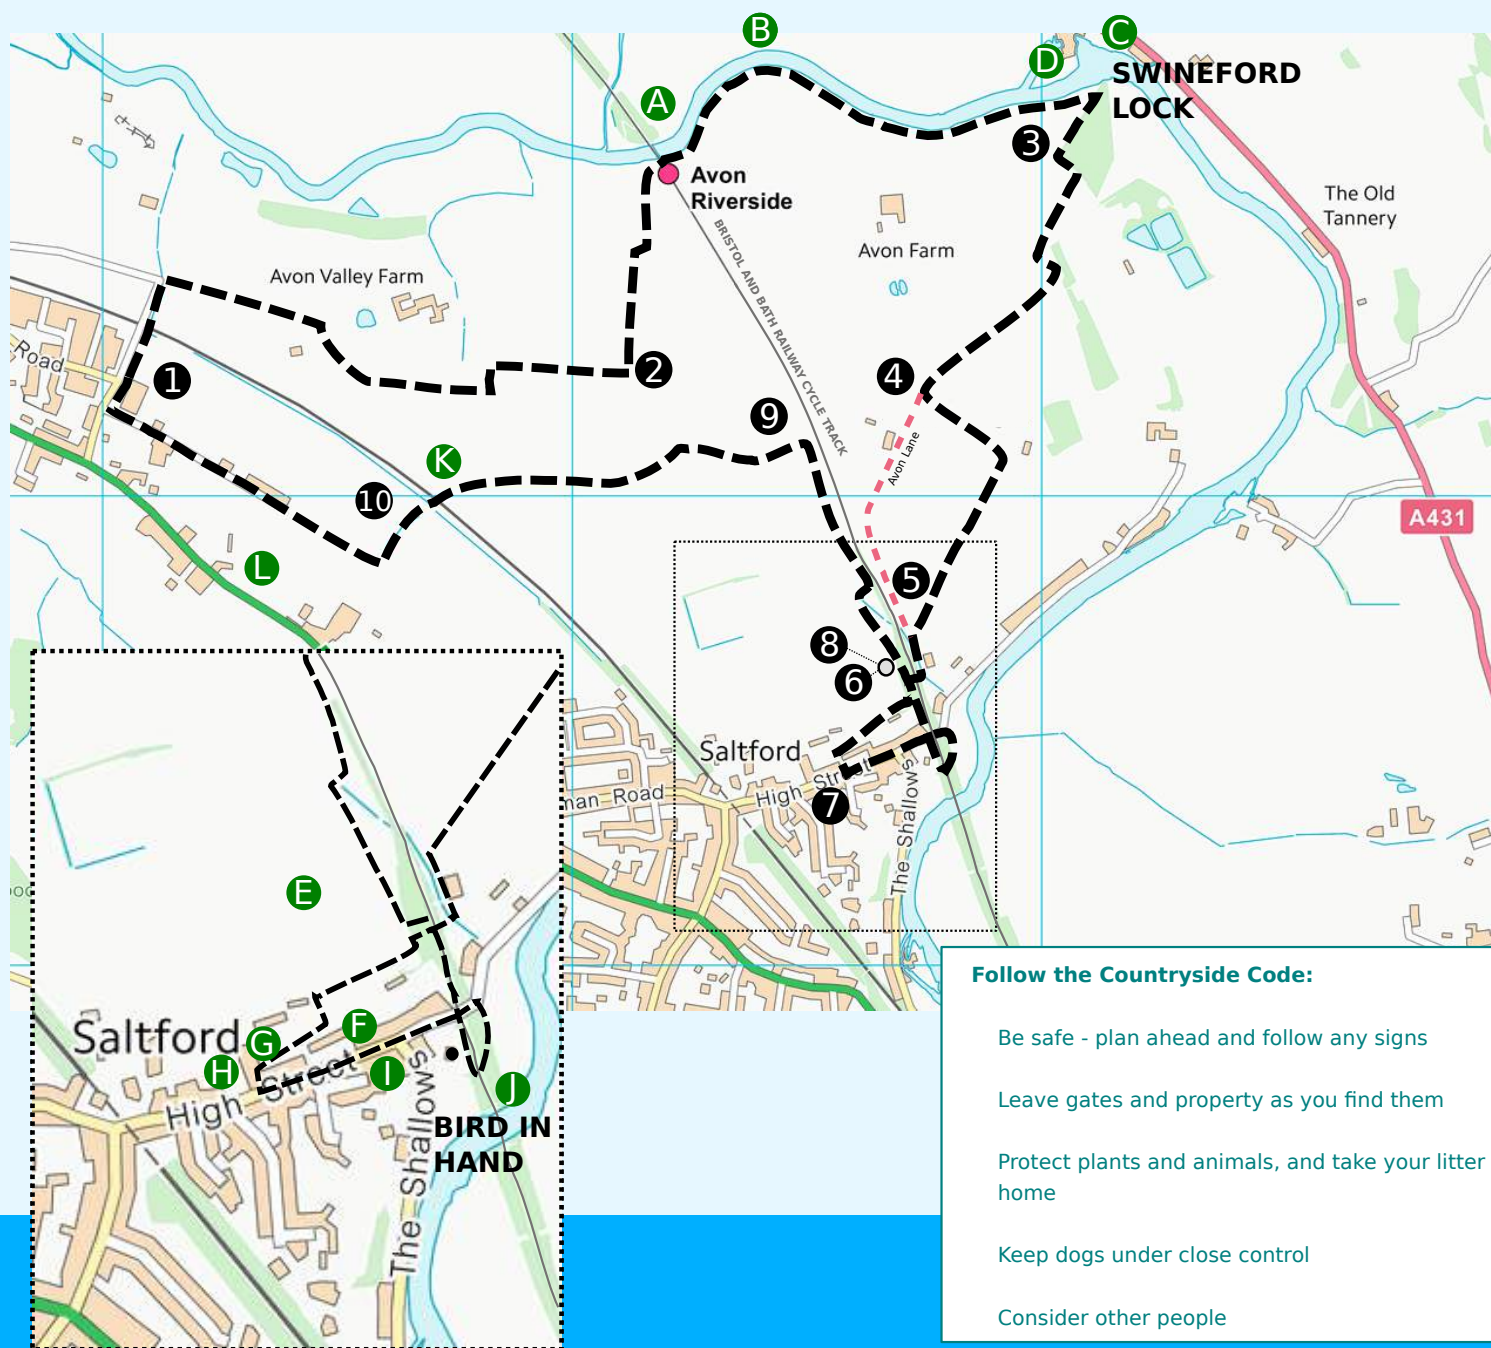 B
C
D
SWINEFORD
LOCK
A
3
Avon
Riverside
The Old
Tannery
Avon Farm
BRISTOL AND BATH RAILWAY CYCLE TRACK
Avon Valley Farm
Road
1
2
4
9
Avon Lane
K
10
A431
L
5
8
6
Saltford
High Street
7
man Road
The Shallows
E
Saltford
F
G
H
I
High Street
J
The Shallows
BIRD IN
HAND
Follow the Countryside Code:
Be safe - plan ahead and follow any signs
Leave gates and property as you find them
Protect plants and animals, and take your litter
home
Keep dogs under close control
Consider other people